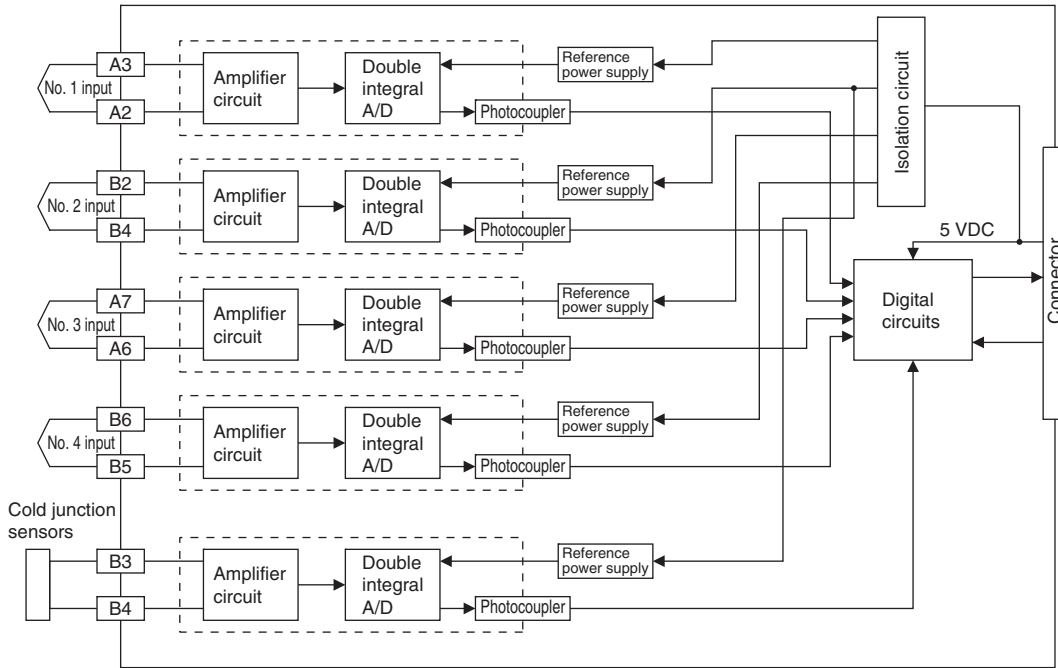 A3
No. 1 input
A2
Amplifier
circuit
Double
integral
A/D
Reference
power supply
Photocoupler
Isolation circuit
B2
No. 2 input
B4
Amplifier
circuit
Double
integral
A/D
Reference
power supply
Photocoupler
5 VDC
Connector
A7
No. 3 input
A6
Amplifier
circuit
Double
integral
A/D
Reference
power supply
Photocoupler
Digital
circuits
B6
No. 4 input
B5
Amplifier
circuit
Double
integral
A/D
Reference
power supply
Photocoupler
Cold junction
sensors
B3
B4
Amplifier
circuit
Double
integral
A/D
Reference
power supply
Photocoupler